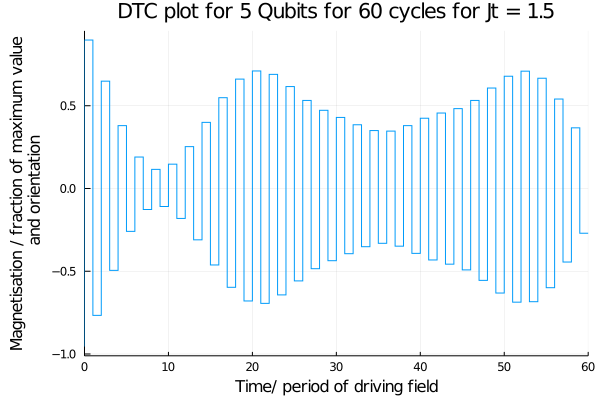 DTC plot for 5 Qubits for 60 cycles for Jt = 1.5
Magnetisation / fraction of maximum value
and orientation
0.5
0.0
−0.5
−1.0
0 10 20 30 40 50 60
Time/ period of driving field